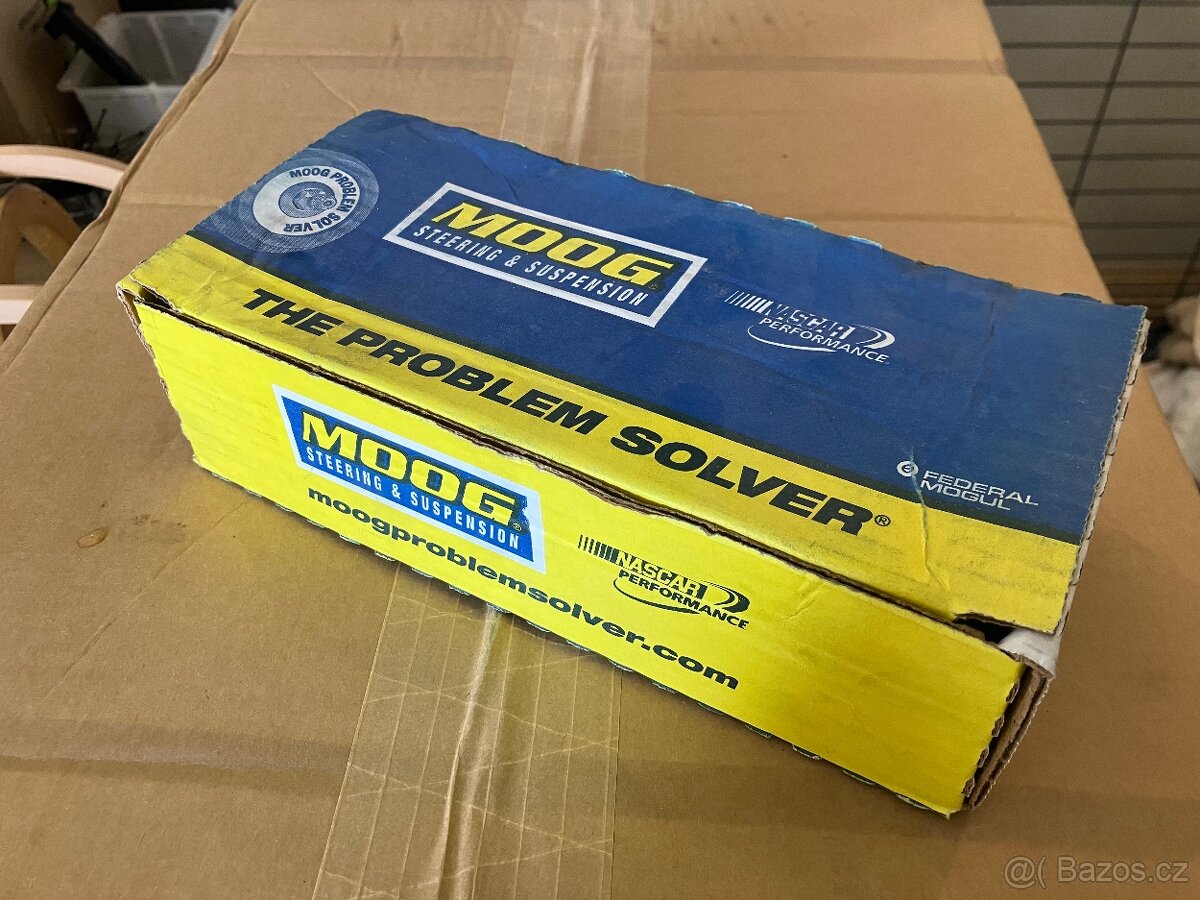 MOOG PROBLEM SOLVER
MOOG®
STEERING & SUSPENSION
NASCAR
PERFORMANCE
THE PROBLEM SOLVER®
FEDERAL
MOGUL
MOOG®
STEERING & SUSPENSION
moogproblemsolver.com
NASCAR
PERFORMANCE
@( Bazos.cz